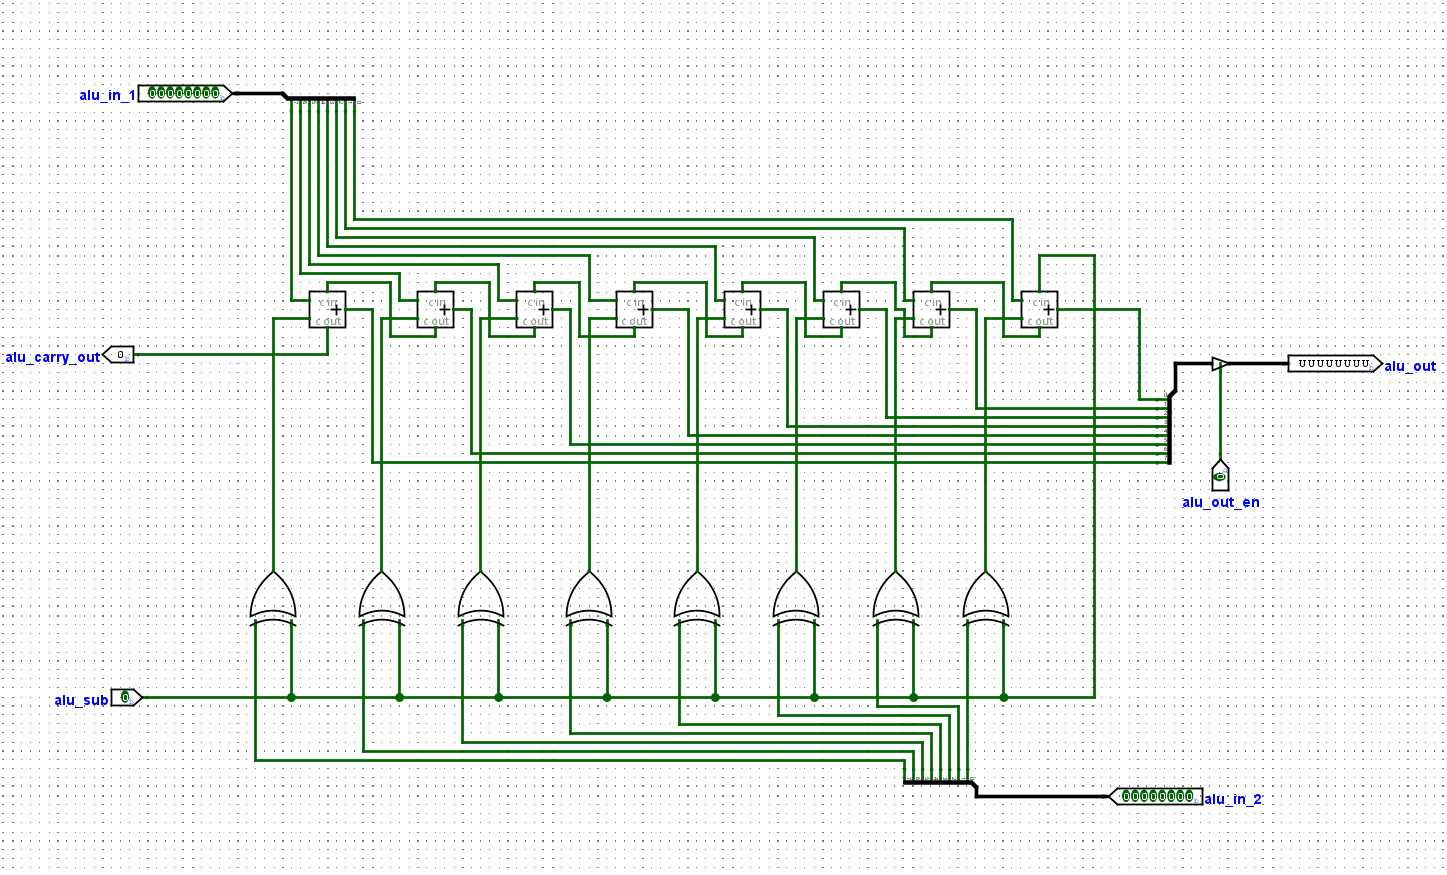 alu_in_1 00000000
c in + c out
c in + c out
c in + c out
c in + c out
c in + c out
c in + c out
c in + c out
c in + c out
alu_carry_out 0
UUUUUUUU alu_out
0
alu_out_en
alu_sub 0
00000000 alu_in_2